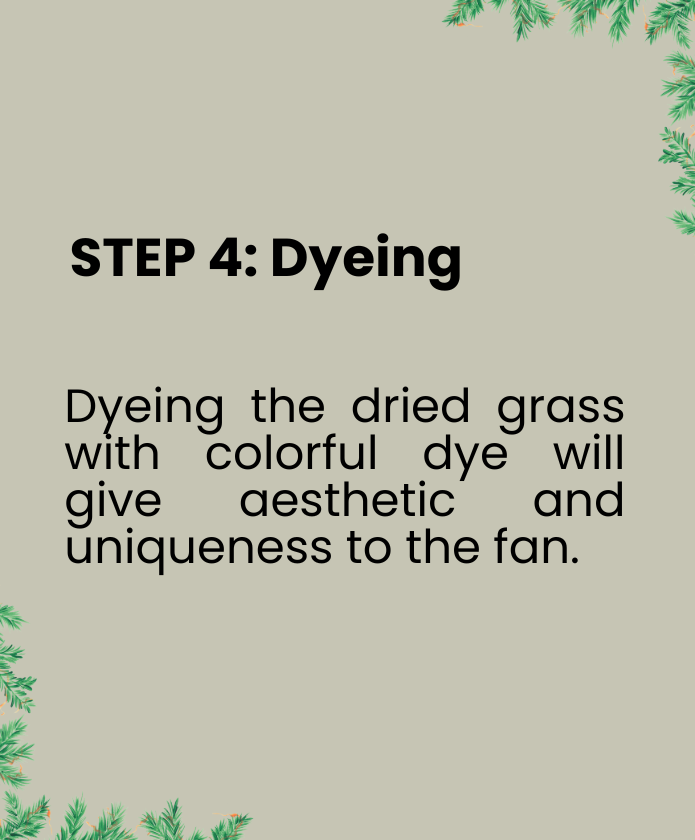 STEP 4: Dyeing
Dyeing the dried grass
with colorful dye will
give aesthetic and
uniqueness to the fan.